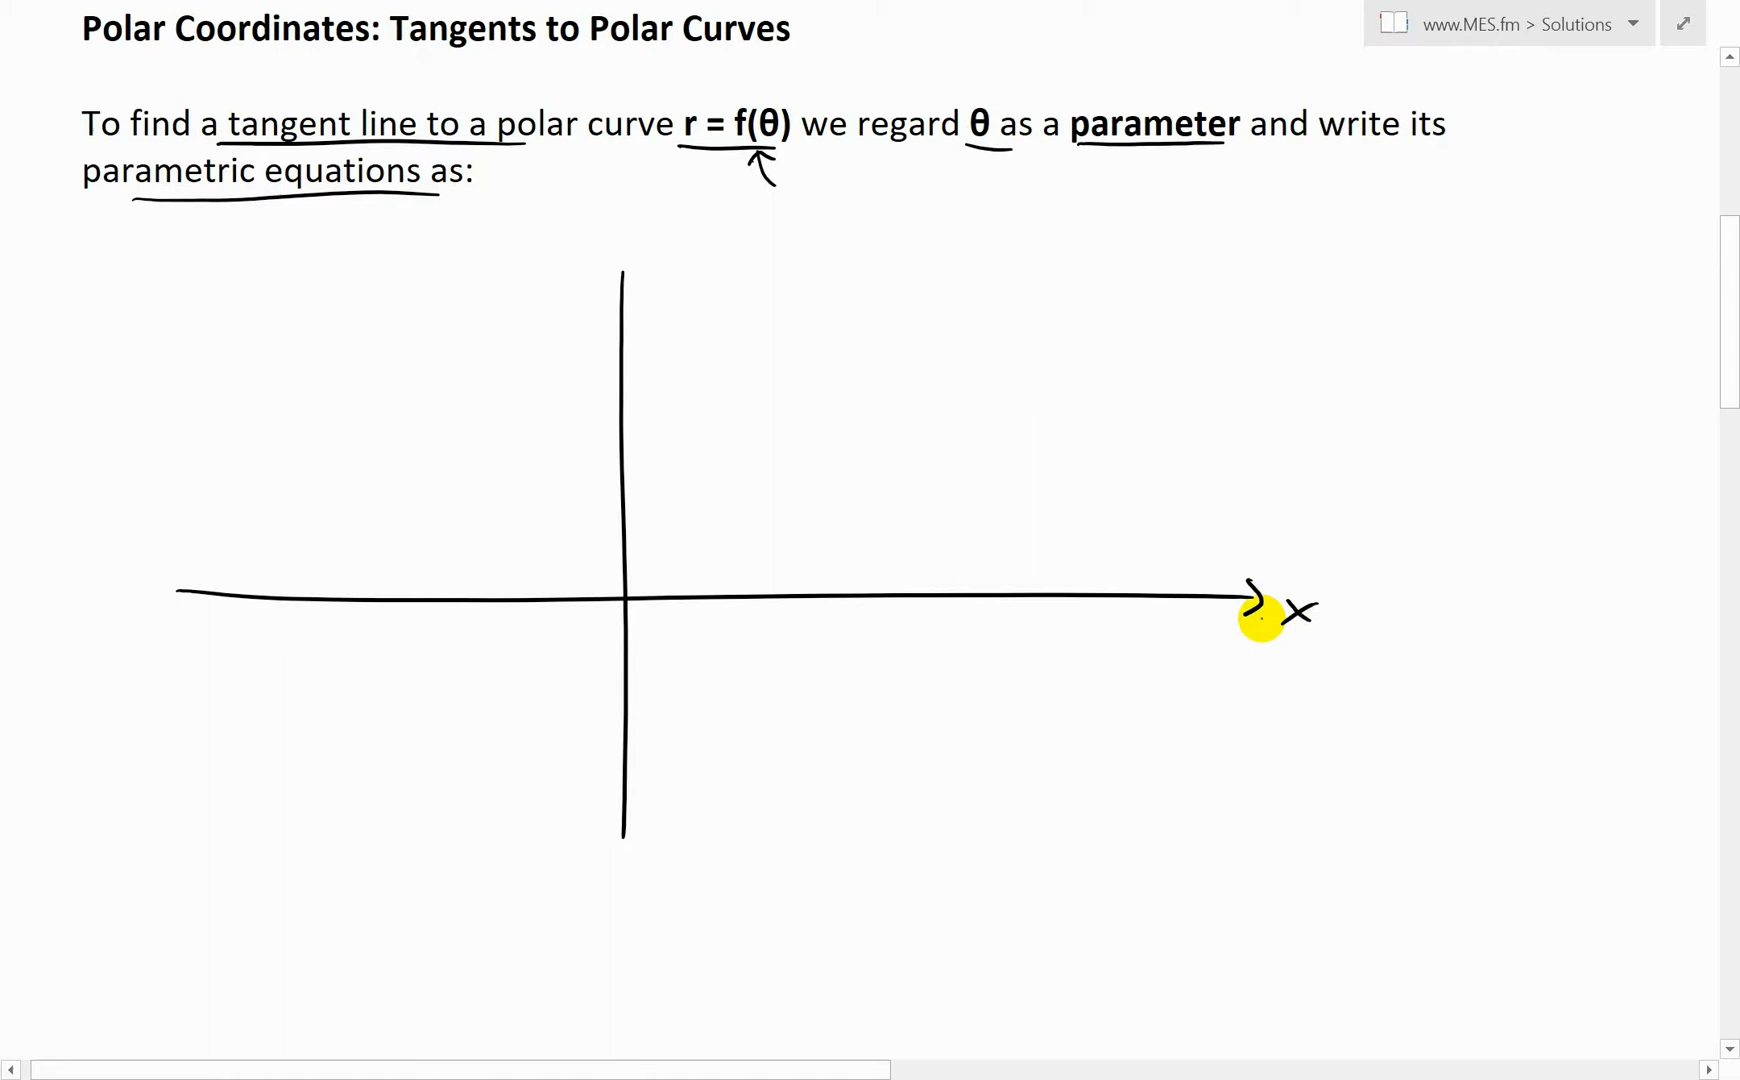 Polar Coordinates: Tangents to Polar Curves
www.MES.fm > Solutions
To find a tangent line to a polar curve r = f(θ) we regard θ as a parameter and write its
parametric equations as:
x